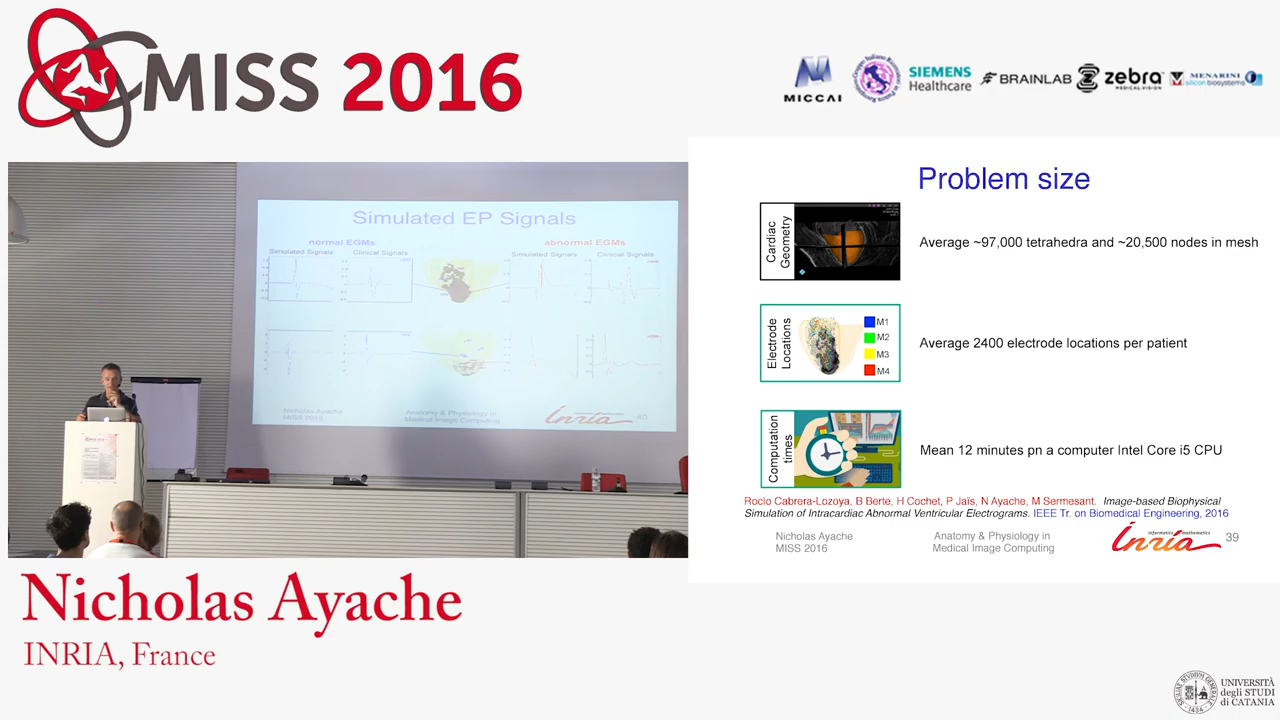 MISS 2016
MICCAI
SIEMENS
Healthcare
BRAINLAB
zebra
MEDICAL VISION
MENARINI
silicon biosystems
Simulated EP Signals
normal EGMs
abnormal EGMs
Simulated Signals
Clinical Signals
Simulated Signals
Clinical Signals
Nicholas Ayache
MISS 2016
Anatomy & Physiology in
Medical Image Computing
Inria
40
Problem size
Cardiac
Geometry
Average ~97,000 tetrahedra and ~20,500 nodes in mesh
Electrode
Locations
M1
M2
M3
M4
Average 2400 electrode locations per patient
Computation
times
Mean 12 minutes pn a computer Intel Core i5 CPU
Rocio Cabrera-Lozoya, B Berte, H Cochet, P Jaïs, N Ayache, M Sermesant. Image-based Biophysical
Simulation of Intracardiac Abnormal Ventricular Electrograms. IEEE Tr. on Biomedical Engineering, 2016
Nicholas Ayache
MISS 2016
Anatomy & Physiology in
Medical Image Computing
informatics mathematics
Inria
39
Nicholas Ayache
INRIA, France
1434
UNIVERSITÀ
degli STUDI
di CATANIA